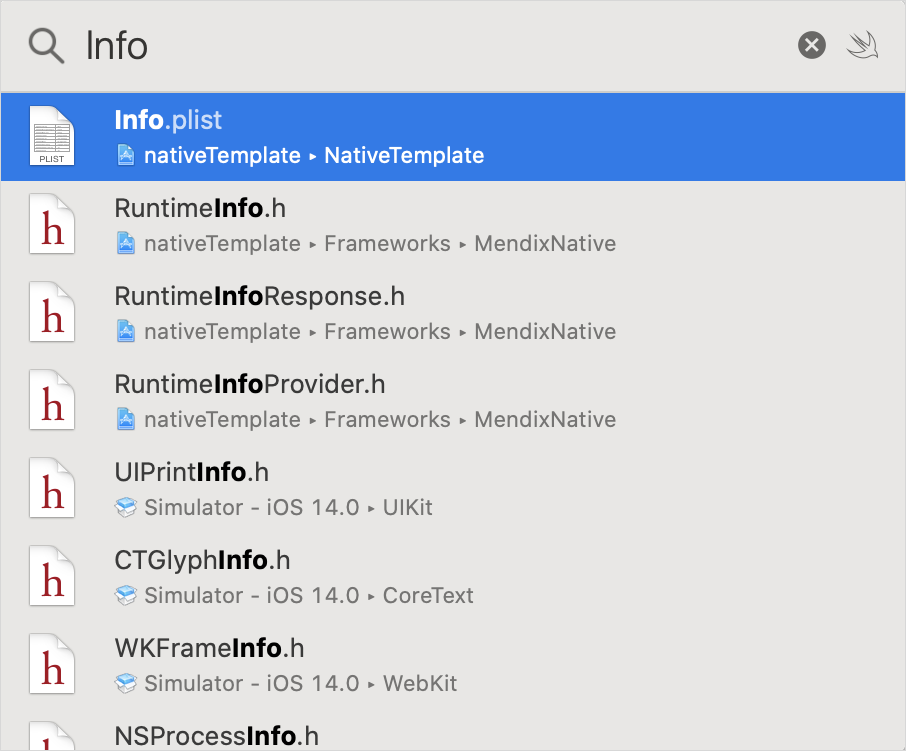 Info
Info.plist
PLIST
nativeTemplate ▸ NativeTemplate
RuntimeInfo.h
h
nativeTemplate ▸ Frameworks ▸ MendixNative
RuntimeInfoResponse.h
h
nativeTemplate ▸ Frameworks ▸ MendixNative
RuntimeInfoProvider.h
h
nativeTemplate ▸ Frameworks ▸ MendixNative
UIPrintInfo.h
h
Simulator - iOS 14.0 ▸ UIKit
CTGlyphInfo.h
h
Simulator - iOS 14.0 ▸ CoreText
WKFrameInfo.h
h
Simulator - iOS 14.0 ▸ WebKit
NSProcessInfo.h
h